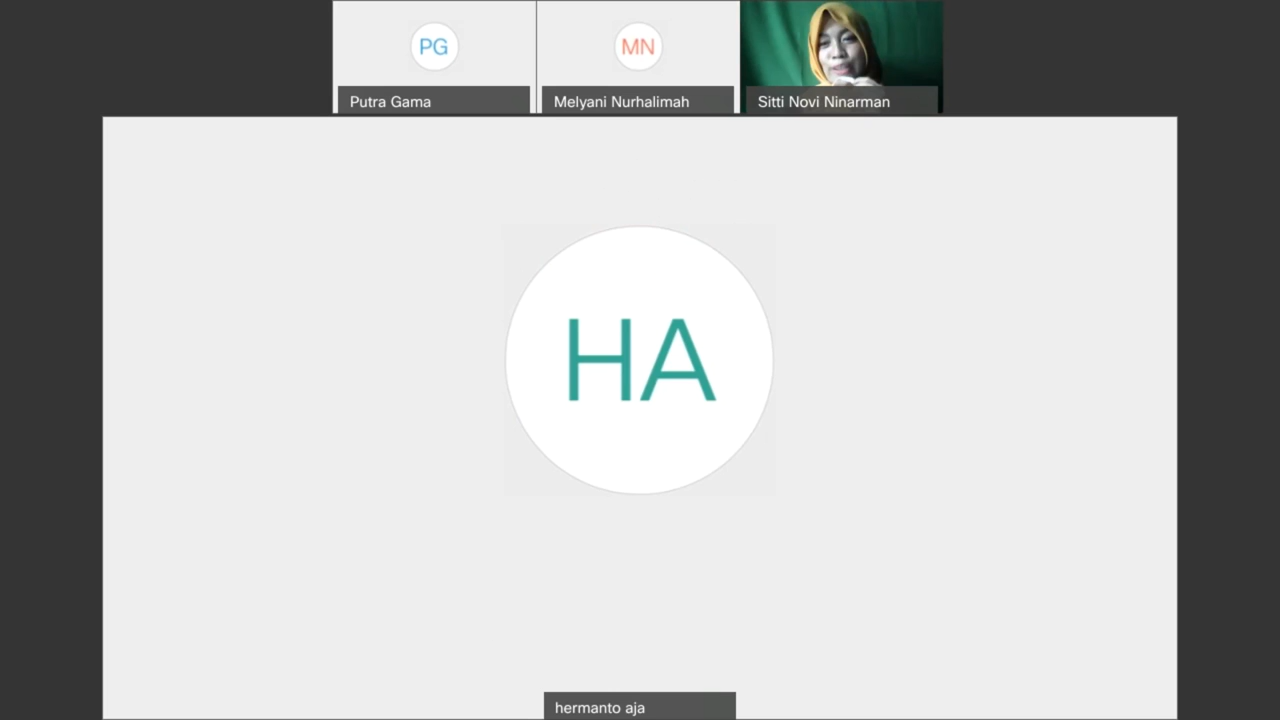 PG
Putra Gama
MN
Melyani Nurhalimah
Sitti Novi Ninarman
HA
hermanto aja